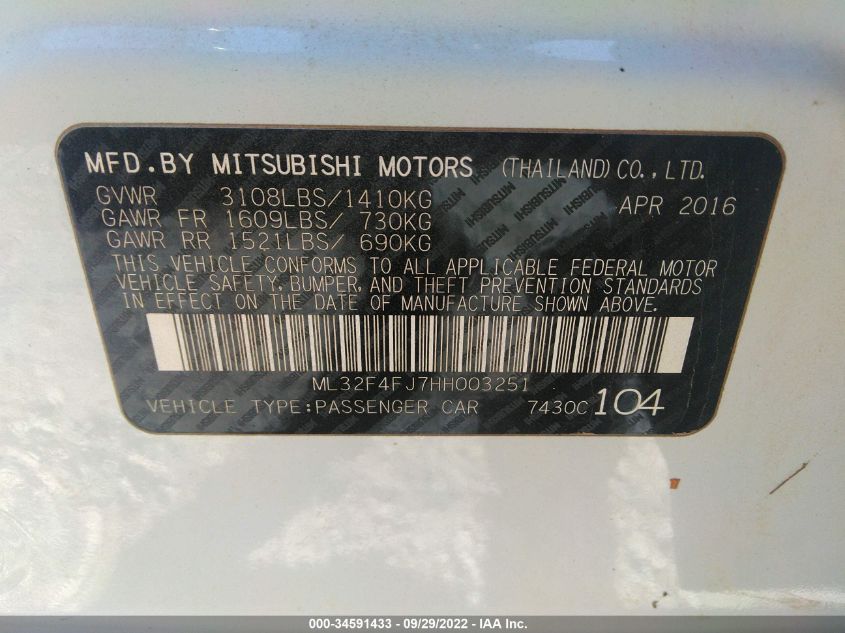 MFD.BY MITSUBISHI MOTORS (THAILAND) CO.,LTD.
GVWR 3108LBS/1410KG APR 2016
GAWR FR 1609LBS/ 730KG
GAWR RR 1521LBS/ 690KG
THIS VEHICLE CONFORMS TO ALL APPLICABLE FEDERAL MOTOR
VEHICLE SAFETY, BUMPER, AND THEFT PREVENTION STANDARDS
IN EFFECT ON THE DATE OF MANUFACTURE SHOWN ABOVE.
ML32F4FJ7HH003251
VEHICLE TYPE:PASSENGER CAR 7430C 104
000-34591433 - 09/29/2022 - IAA Inc.